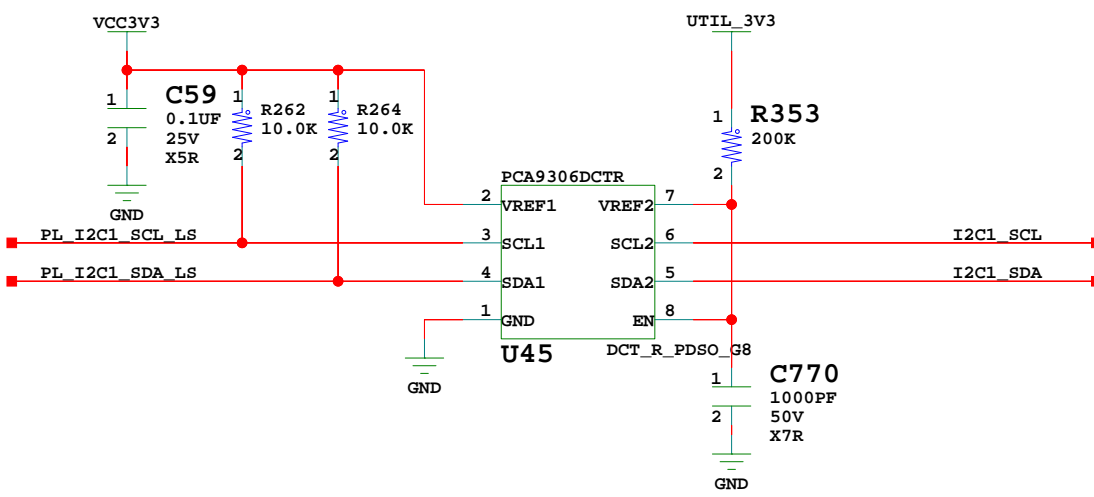 VCC3V3
UTIL_3V3
1
C59
0.1UF
25V
X5R
2
GND
1
R262
10.0K
2
1
R264
10.0K
2
1
R353
200K
2
PCA9306DCTR
2
VREF1
VREF2
7
PL_I2C1_SCL_LS
3
SCL1
SCL2
6
I2C1_SCL
PL_I2C1_SDA_LS
4
SDA1
SDA2
5
I2C1_SDA
1
GND
EN
8
U45
DCT_R_PDSO_G8
GND
1
C770
1000PF
50V
X7R
2
GND